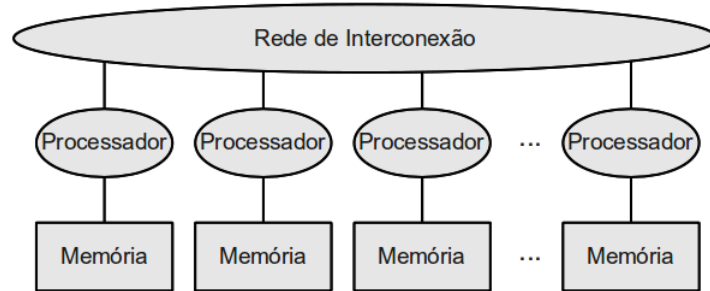 Rede de Interconexão
Processador Processador Processador ... Processador
Memória Memória Memória ... Memória